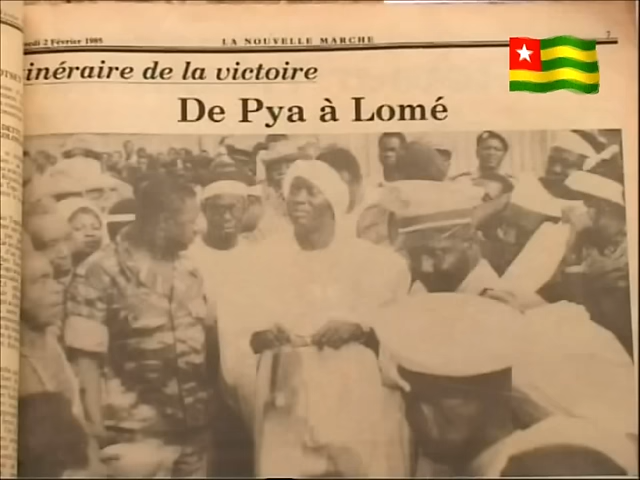 2 Février 1985
LA NOUVELLE MARCHE
7
inéraire de la victoire
De Pya à Lomé